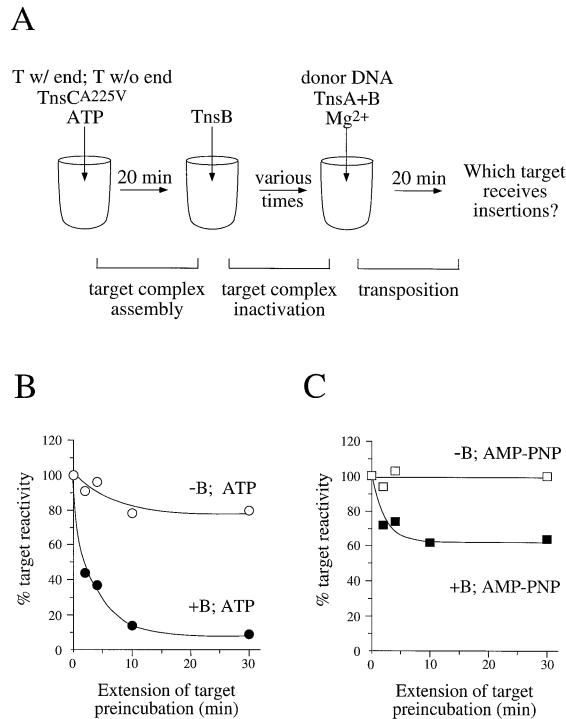 A
T w/ end; T w/o end
TnsCA225V
ATP
TnsB
donor DNA
TnsA+B
Mg2+
20 min
various
times
20 min
Which target
receives
insertions?
target complex
assembly
target complex
inactivation
transposition
B
% target reactivity
120
100
80
60
40
20
0
-B; ATP
+B; ATP
0
10
20
30
Extension of target
preincubation (min)
C
% target reactivity
120
100
80
60
40
20
0
-B; AMP-PNP
+B; AMP-PNP
0
10
20
30
Extension of target
preincubation (min)